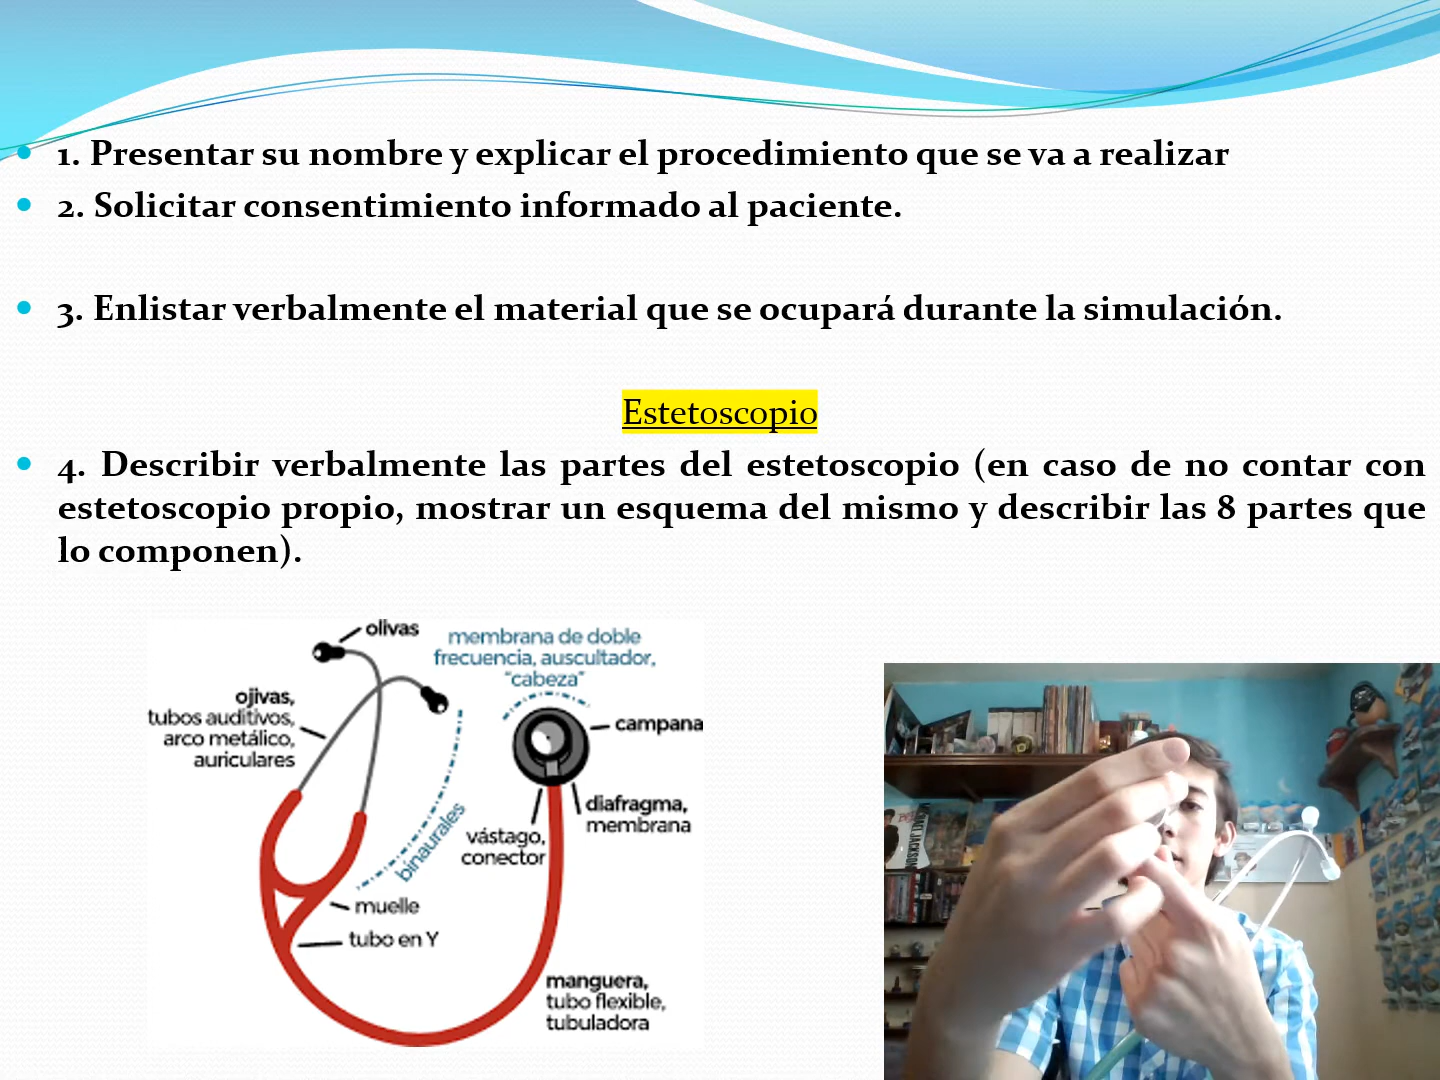 1. Presentar su nombre y explicar el procedimiento que se va a realizar
2. Solicitar consentimiento informado al paciente.
3. Enlistar verbalmente el material que se ocupará durante la simulación.
Estetoscopio
4. Describir verbalmente las partes del estetoscopio (en caso de no contar con
estetoscopio propio, mostrar un esquema del mismo y describir las 8 partes que
lo componen).
olivas
membrana de doble
frecuencia, auscultador,
"cabeza"
ojivas,
tubos auditivos,
arco metálico,
auriculares
campana
diafragma,
membrana
vástago,
conector
binaurales
muelle
tubo en Y
manguera,
tubo flexible,
tubuladora
MICHAEL JACKSON